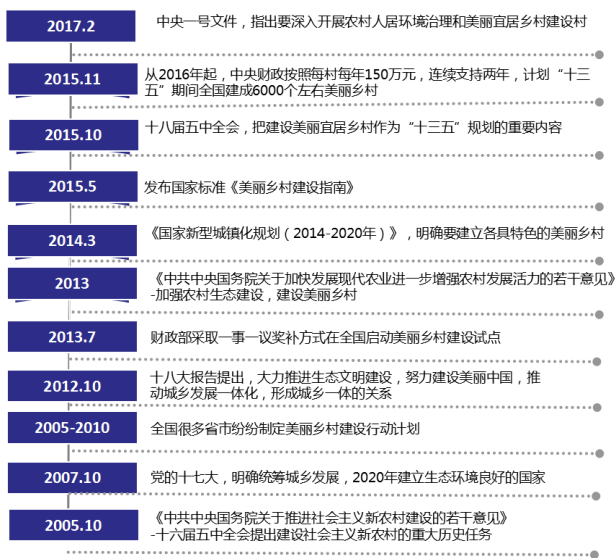 2017.2
中央一号文件，指出要深入开展农村人居环境治理和美丽宜居乡村建设村
2015.11
从2016年起，中央财政按照每村每年150万元，连续支持两年，计划“十三
五”期间全国建成6000个左右美丽乡村
2015.10
十八届五中全会，把建设美丽宜居乡村作为“十三五”规划的重要内容
2015.5
发布国家标准《美丽乡村建设指南》
2014.3
《国家新型城镇化规划（2014-2020年）》，明确要建立各具特色的美丽乡村
2013
《中共中央国务院关于加快发展现代农业进一步增强农村发展活力的若干意见》
-加强农村生态建设，建设美丽乡村
2013.7
财政部采取一事一议奖补方式在全国启动美丽乡村建设试点
2012.10
十八大报告提出，大力推进生态文明建设，努力建设美丽中国，推
动城乡发展一体化，形成城乡一体的关系
2005-2010
全国很多省市纷纷制定美丽乡村建设行动计划
2007.10
党的十七大，明确统筹城乡发展，2020年建立生态环境良好的国家
2005.10
《中共中央国务院关于推进社会主义新农村建设的若干意见》
-十六届五中全会提出建设社会主义新农村的重大历史任务